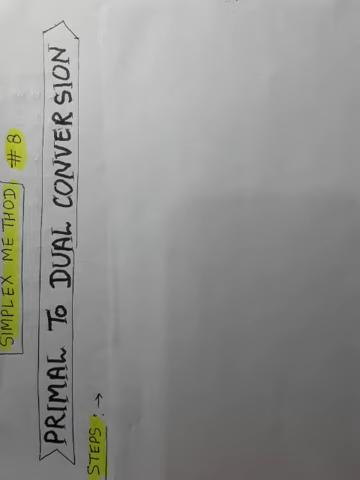 SIMPLEX METHOD #8
PRIMAL To DUAL CONVERSION
STEPS :→